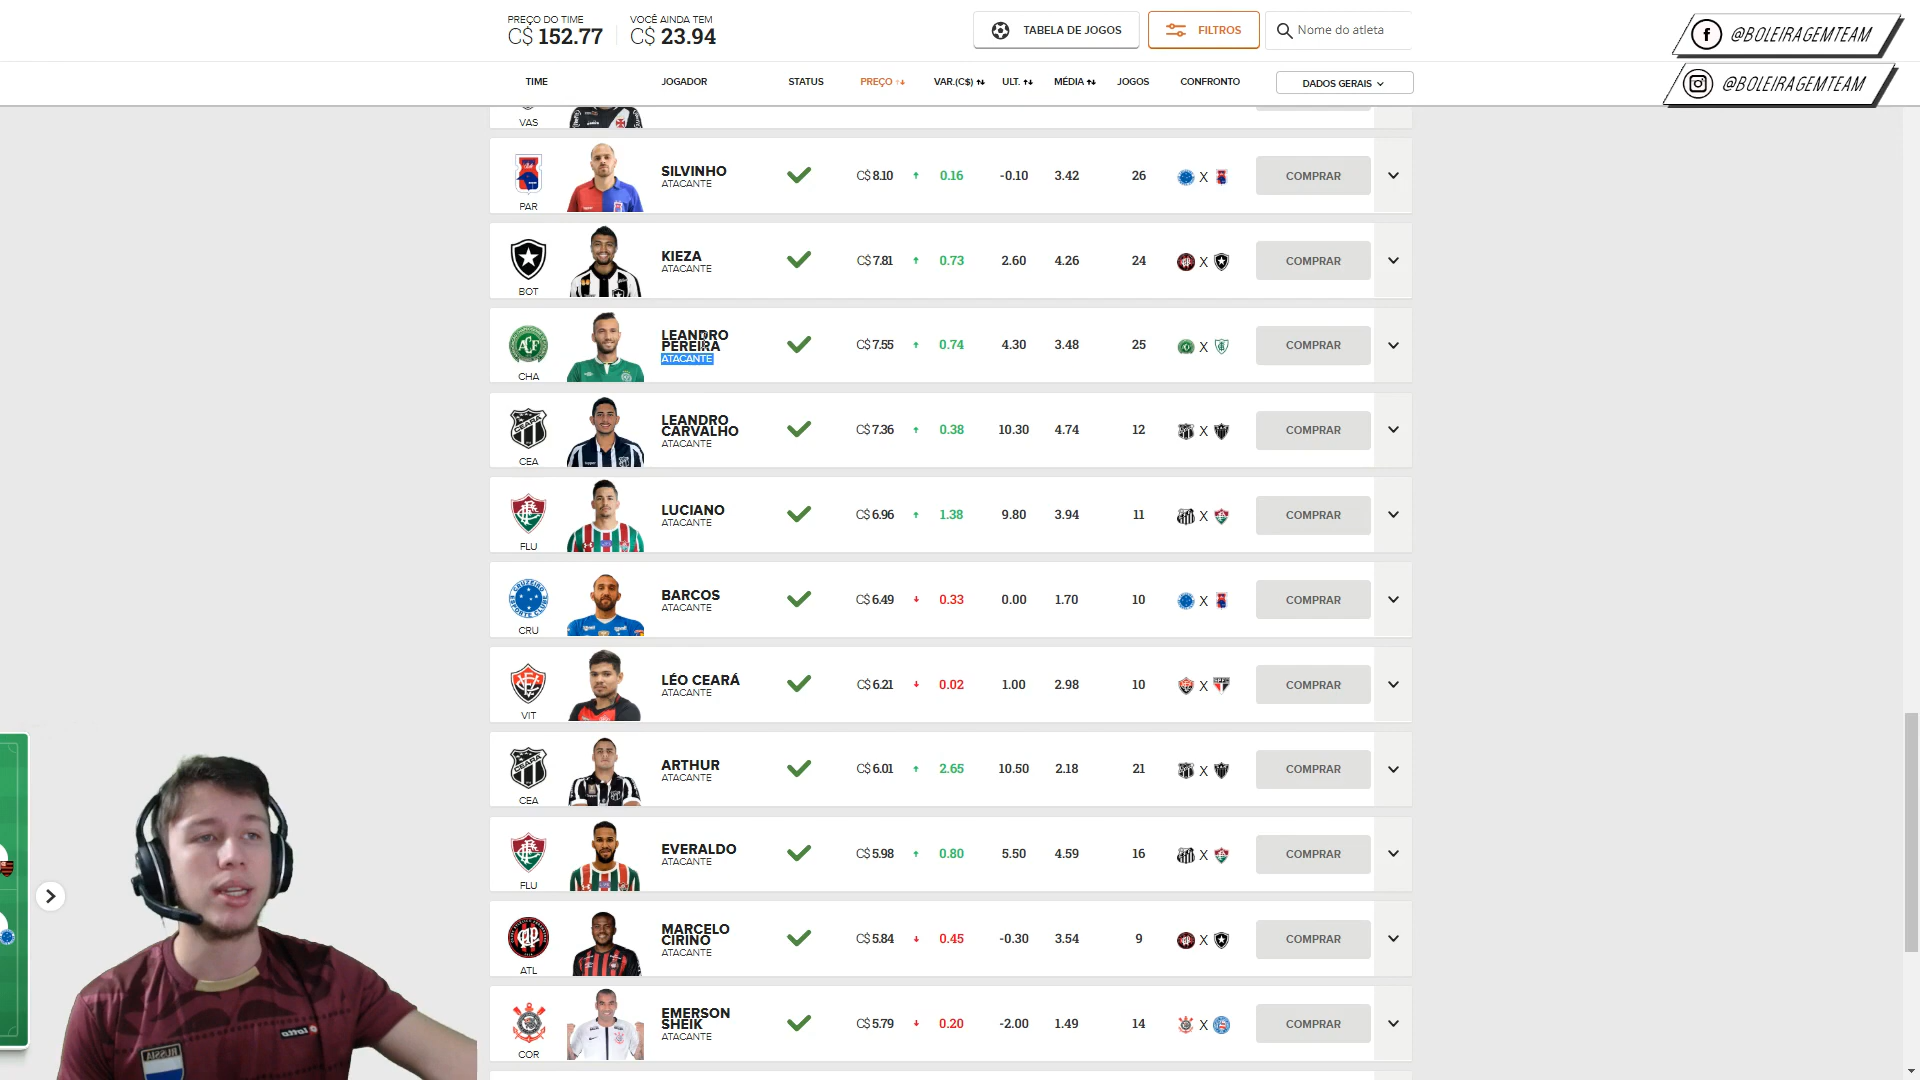 PREÇO DO TIME
C$ 152.77
VOCÊ AINDA TEM
C$ 23.94
TABELA DE JOGOS
FILTROS
Nome do atleta
@BOLEIRAGEMTEAM
@BOLEIRAGEMTEAM
TIME JOGADOR STATUS PREÇO VAR.(C$) ULT. MÉDIA JOGOS CONFRONTO DADOS GERAIS
VAS
SILVINHO
ATACANTE
C$ 8.10 0.16 -0.10 3.42 26 X COMPRAR
PAR
KIEZA
ATACANTE
C$ 7.81 0.73 2.60 4.26 24 X COMPRAR
BOT
LEANDRO
PEREIRA
ATACANTE
C$ 7.55 0.74 4.30 3.48 25 X COMPRAR
CHA
LEANDRO
CARVALHO
ATACANTE
C$ 7.36 0.38 10.30 4.74 12 X COMPRAR
CEA
LUCIANO
ATACANTE
C$ 6.96 1.38 9.80 3.94 11 X COMPRAR
FLU
BARCOS
ATACANTE
C$ 6.49 0.33 0.00 1.70 10 X COMPRAR
CRU
LÉO CEARÁ
ATACANTE
C$ 6.21 0.02 1.00 2.98 10 X COMPRAR
VIT
ARTHUR
ATACANTE
C$ 6.01 2.65 10.50 2.18 21 X COMPRAR
CEA
EVERALDO
ATACANTE
C$ 5.98 0.80 5.50 4.59 16 X COMPRAR
FLU
MARCELO
CIRINO
ATACANTE
C$ 5.84 0.45 -0.30 3.54 9 X COMPRAR
ATL
EMERSON
SHEIK
ATACANTE
C$ 5.79 0.20 -2.00 1.49 14 X COMPRAR
COR